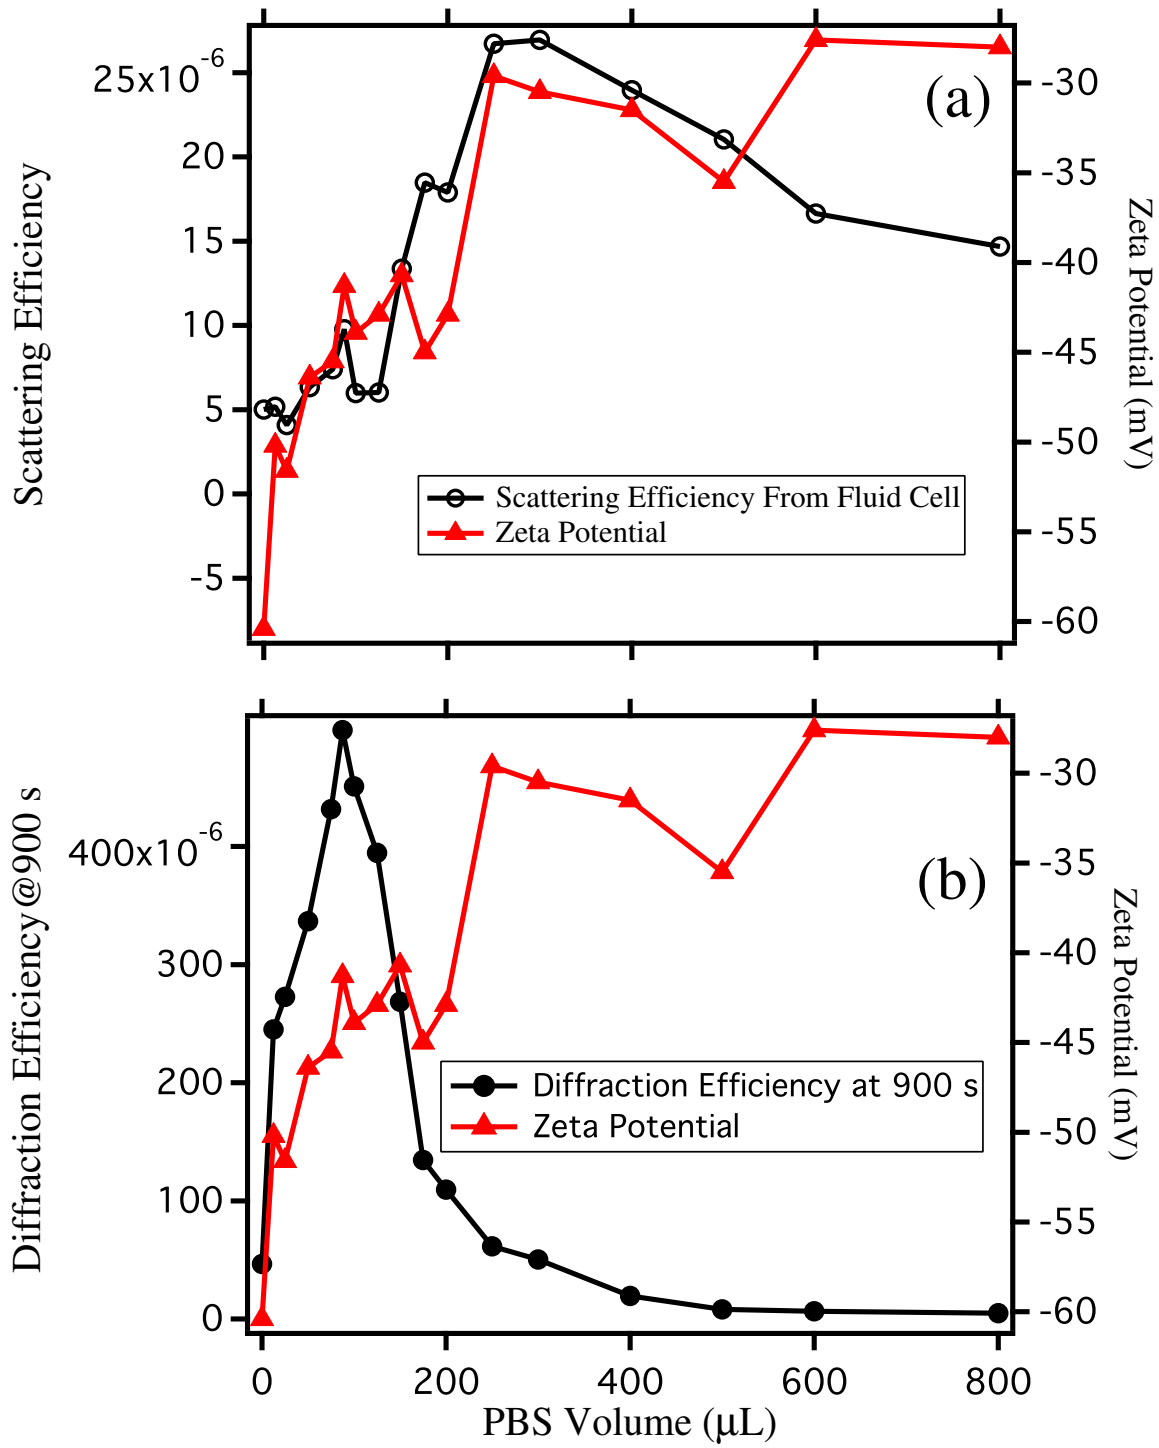 (a)
Scattering Efficiency
25x10^-6
20
15
10
5
0
-5
Zeta Potential (mV)
-30
-35
-40
-45
-50
-55
-60
Scattering Efficiency From Fluid Cell
Zeta Potential
(b)
Diffraction Efficiency@900 s
400x10^-6
300
200
100
0
Zeta Potential (mV)
-30
-35
-40
-45
-50
-55
-60
Diffraction Efficiency at 900 s
Zeta Potential
0 200 400 600 800
PBS Volume (µL)